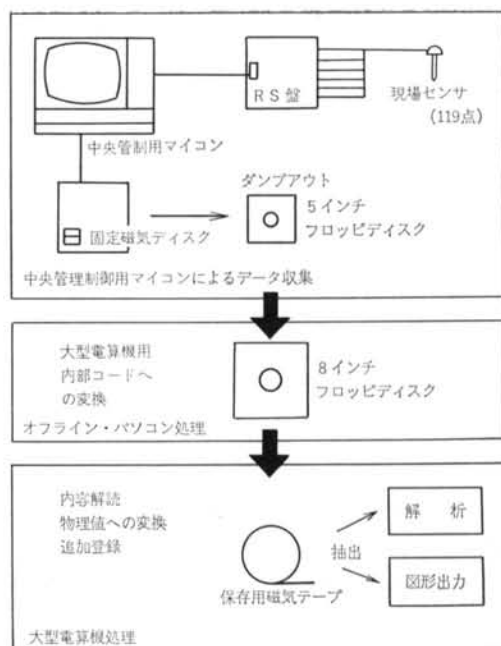 RS盤
現場センサ
(119点)
中央管制用マイコン
ダンプアウト
5インチ
フロッピディスク
固定磁気ディスク
中央管理制御用マイコンによるデータ収集
大型電算機用
内部コードへ
の変換
8インチ
フロッピディスク
オフライン・パソコン処理
内容解読
物理値への変換
追加登録
解析
抽出
図形出力
保存用磁気テープ
大型電算機処理